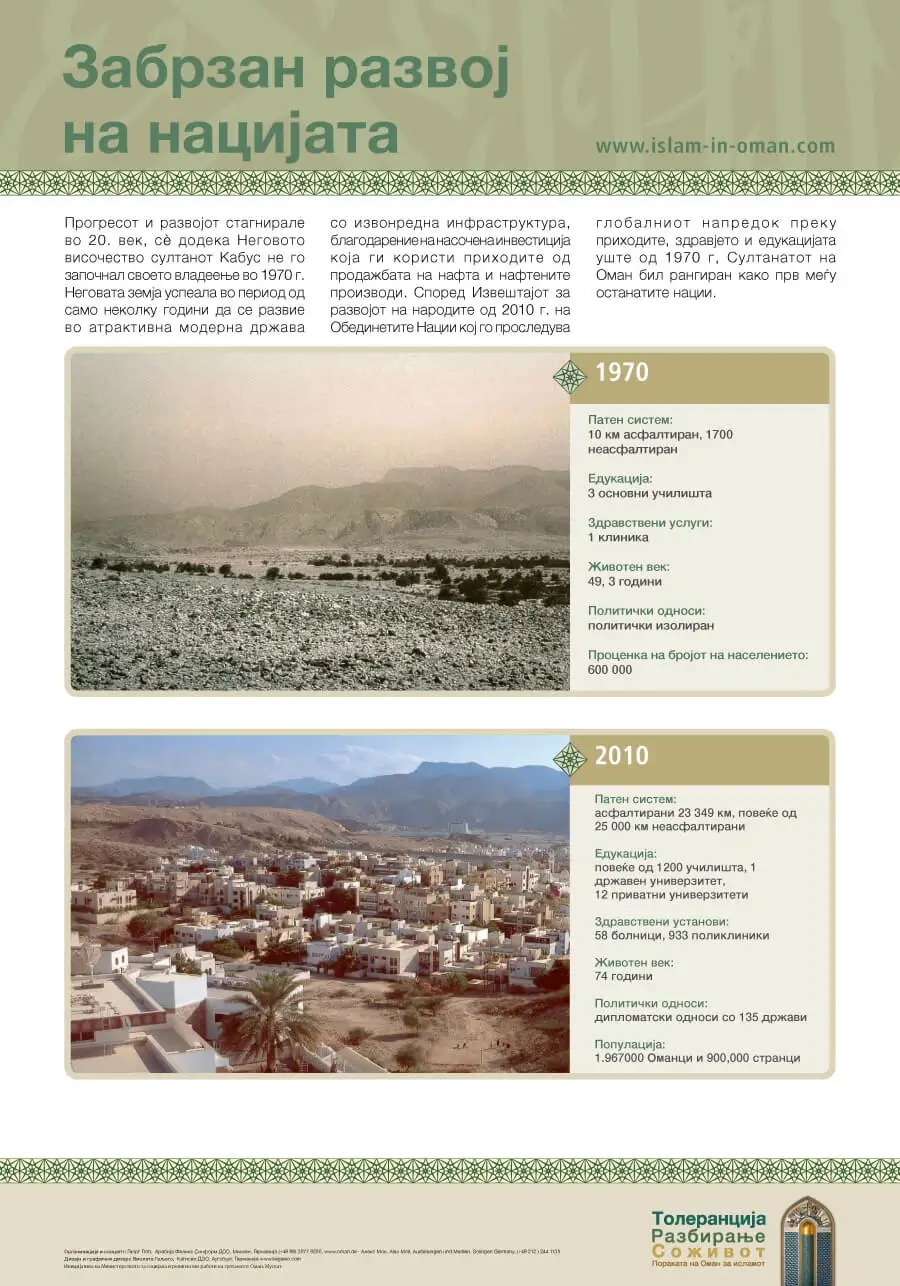 Забрзан развој
на нацијата
www.islam-in-oman.com
Прогресот и развојот стагнирале
во 20. век, сѐ додека Неговото
височество султанот Кабус не го
започнал своето владеење во 1970 г.
Неговата земја успеала во период од
само неколку години да се развие
во атрактивна модерна држава
со извонредна инфраструктура,
благодарение на насочена инвестиција
која ги користи приходите од
продажбата на нафта и нафтените
производи. Според Извештајот за
развојот на народите од 2010 г. на
Обединетите Нации кој го проследува
глобалниот напредок преку
приходите, здравјето и едукацијата
уште од 1970 г, Султанатот на
Оман бил рангиран како прв меѓу
останатите нации.
1970
Патен систем:
10 км асфалтиран, 1700
неасфалтиран
Едукација:
3 основни училишта
Здравствени услуги:
1 клиника
Животен век:
49, 3 години
Политички односи:
политички изолиран
Проценка на бројот на населението:
600 000
2010
Патен систем:
асфалтирани 23 349 км, повеќе од
25 000 км неасфалтирани
Едукација:
повеќе од 1200 училишта, 1
државен универзитет,
12 приватни универзитети
Здравствени установи:
58 болници, 933 поликлиники
Животен век:
74 години
Политички односи:
дипломатски односи со 135 држави
Популација:
1.967000 Оманци и 900,000 странци
Толеранција
Разбирање
Соживот
Пораката на Оман за исламот